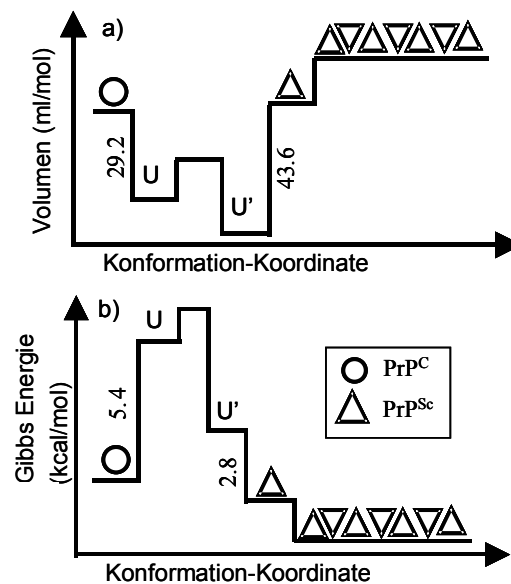 a)
Volumen (ml/mol)
29.2
U
U'
43.6
Konformation-Koordinate
b)
Gibbs Energie
(kcal/mol)
U
5.4
U'
2.8
PrP^C
PrP^Sc
Konformation-Koordinate